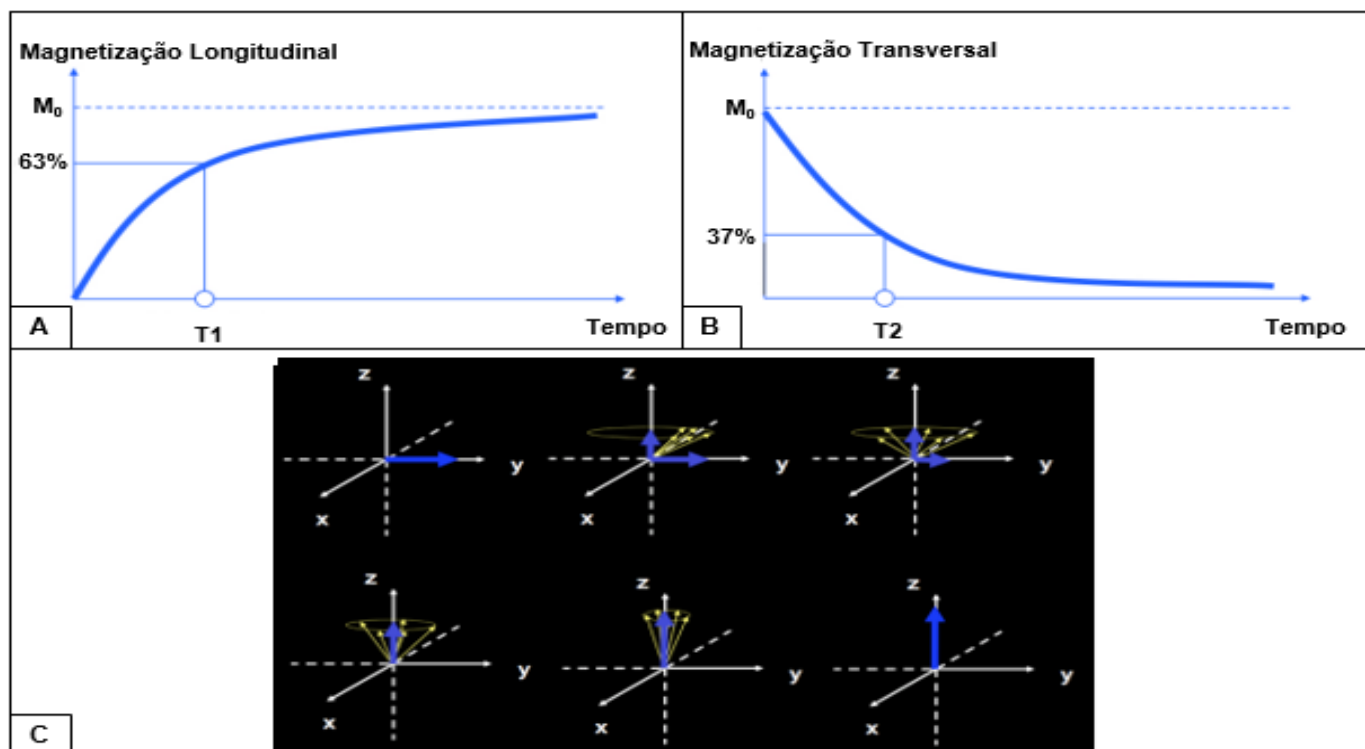 Magnetização Longitudinal
M₀
63%
A
T1
Tempo
Magnetização Transversal
M₀
37%
B
T2
Tempo
z
y
x
z
y
x
z
y
x
z
y
x
z
y
x
z
y
x
C